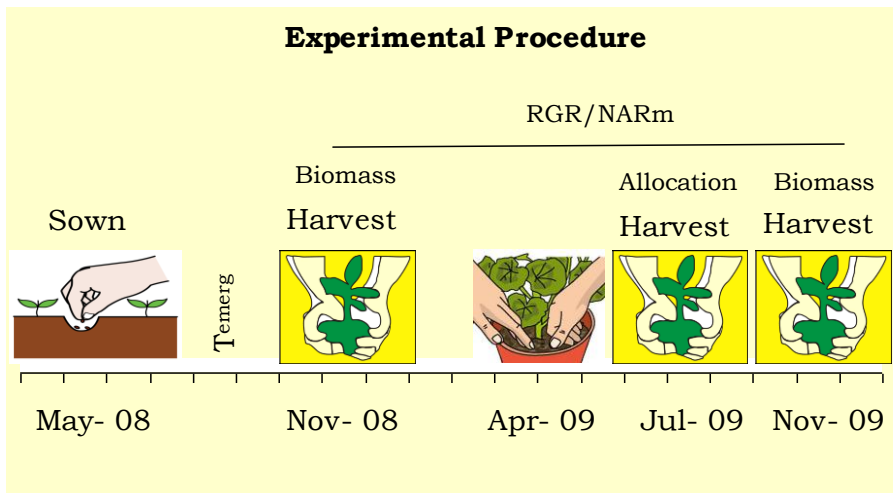 Experimental Procedure
RGR/NARm
Biomass
Harvest
Allocation
Harvest
Biomass
Harvest
Sown
Temerg
May- 08
Nov- 08
Apr- 09
Jul- 09
Nov- 09